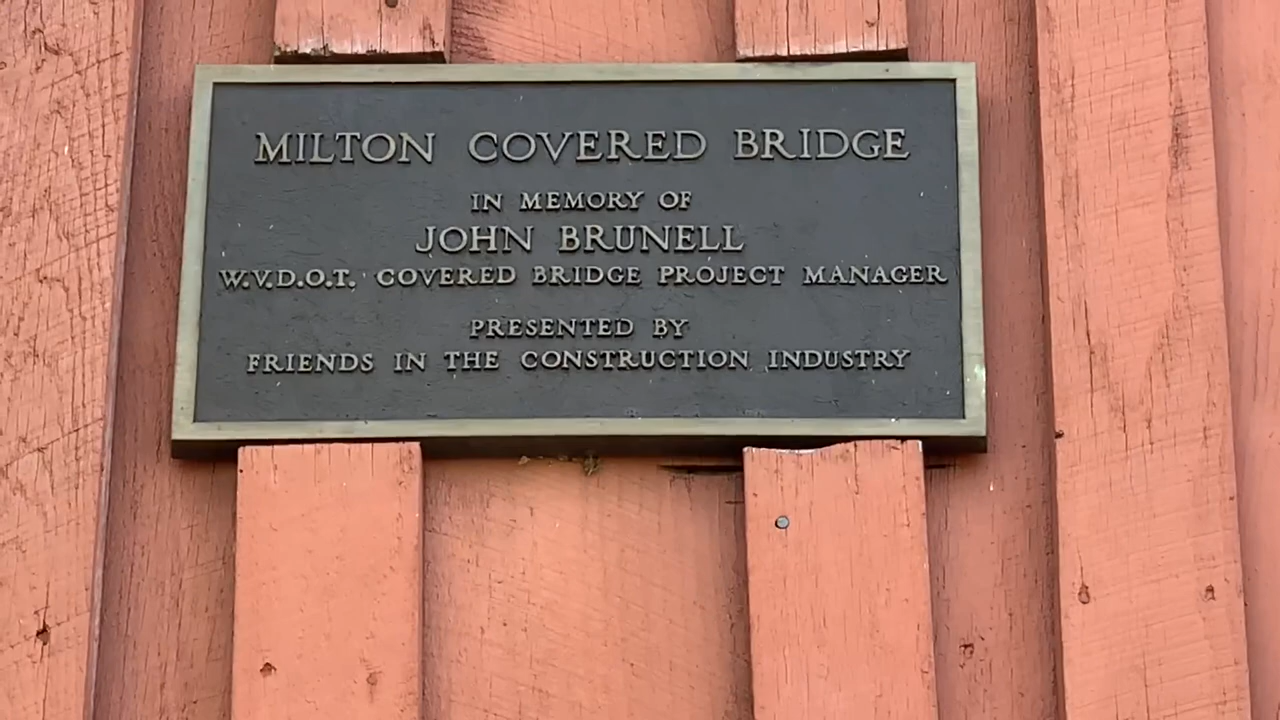 MILTON COVERED BRIDGE
IN MEMORY OF
JOHN BRUNELL
W.V.D.O.T. COVERED BRIDGE PROJECT MANAGER
PRESENTED BY
FRIENDS IN THE CONSTRUCTION INDUSTRY